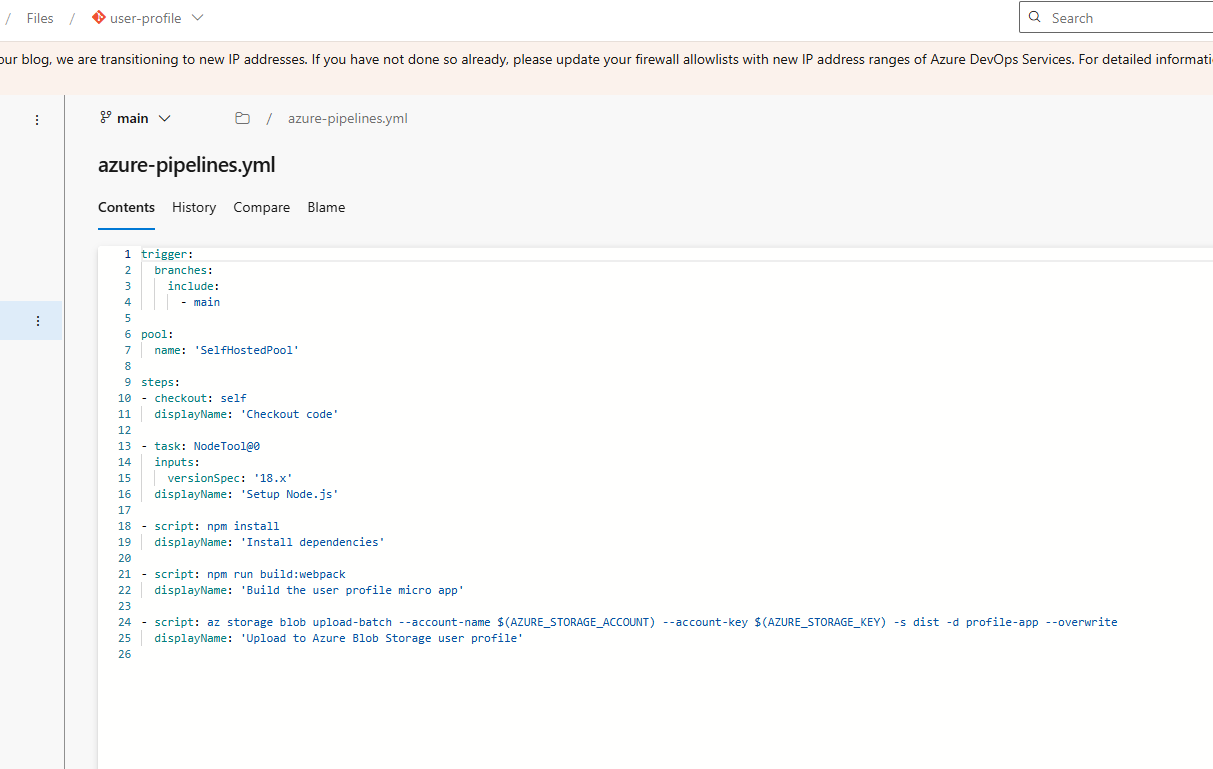 / Files / user-profile
Search
our blog, we are transitioning to new IP addresses. If you have not done so already, please update your firewall allowlists with new IP address ranges of Azure DevOps Services. For detailed informati
main / azure-pipelines.yml
azure-pipelines.yml
Contents History Compare Blame
1 trigger:
2   branches:
3     include:
4       - main
5
6 pool:
7   name: 'SelfHostedPool'
8
9 steps:
10 - checkout: self
11   displayName: 'Checkout code'
12
13 - task: NodeTool@0
14   inputs:
15     versionSpec: '18.x'
16   displayName: 'Setup Node.js'
17
18 - script: npm install
19   displayName: 'Install dependencies'
20
21 - script: npm run build:webpack
22   displayName: 'Build the user profile micro app'
23
24 - script: az storage blob upload-batch --account-name $(AZURE_STORAGE_ACCOUNT) --account-key $(AZURE_STORAGE_KEY) -s dist -d profile-app --overwrite
25   displayName: 'Upload to Azure Blob Storage user profile'
26